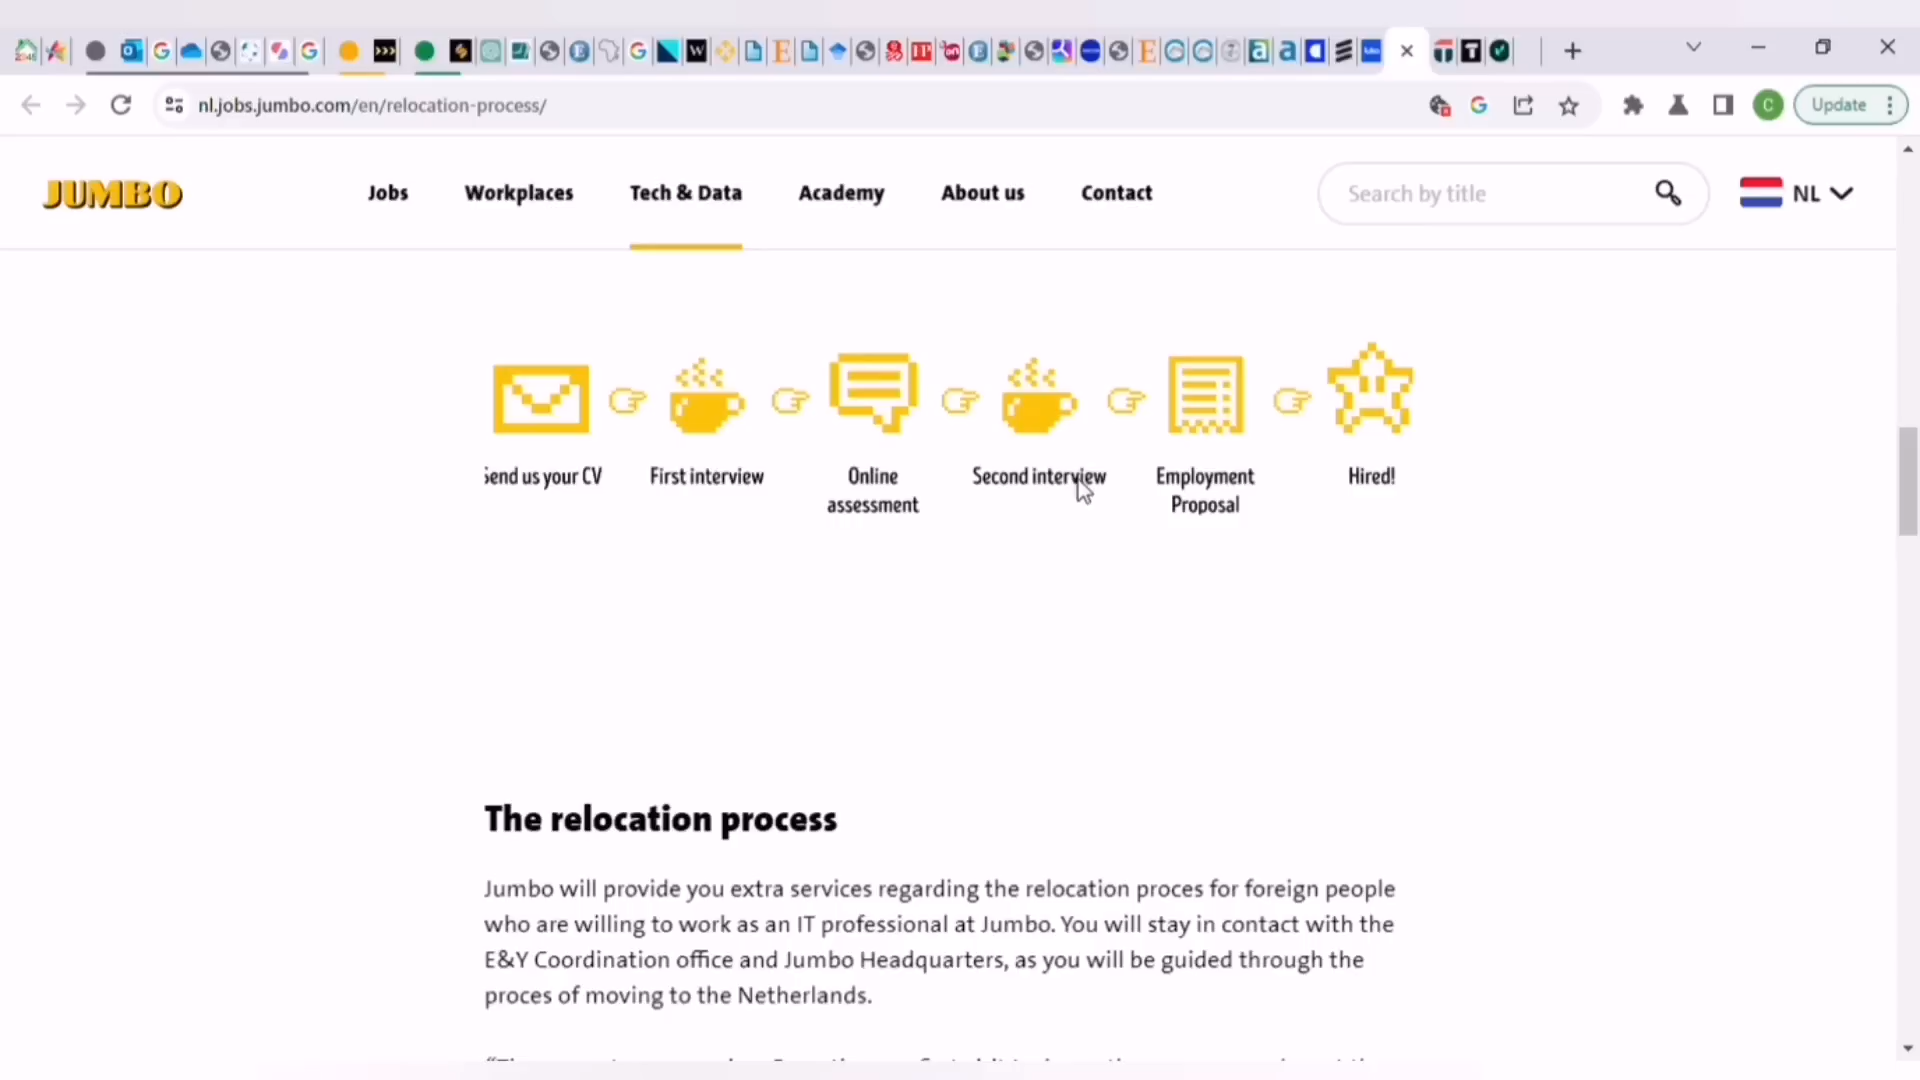 nl.jobs.jumbo.com/en/relocation-process/
Update
JUMBO
Jobs
Workplaces
Tech & Data
Academy
About us
Contact
Search by title
NL
Send us your CV
First interview
Online
assessment
Second interview
Employment
Proposal
Hired!
The relocation process
Jumbo will provide you extra services regarding the relocation proces for foreign people
who are willing to work as an IT professional at Jumbo. You will stay in contact with the
E&Y Coordination office and Jumbo Headquarters, as you will be guided through the
proces of moving to the Netherlands.